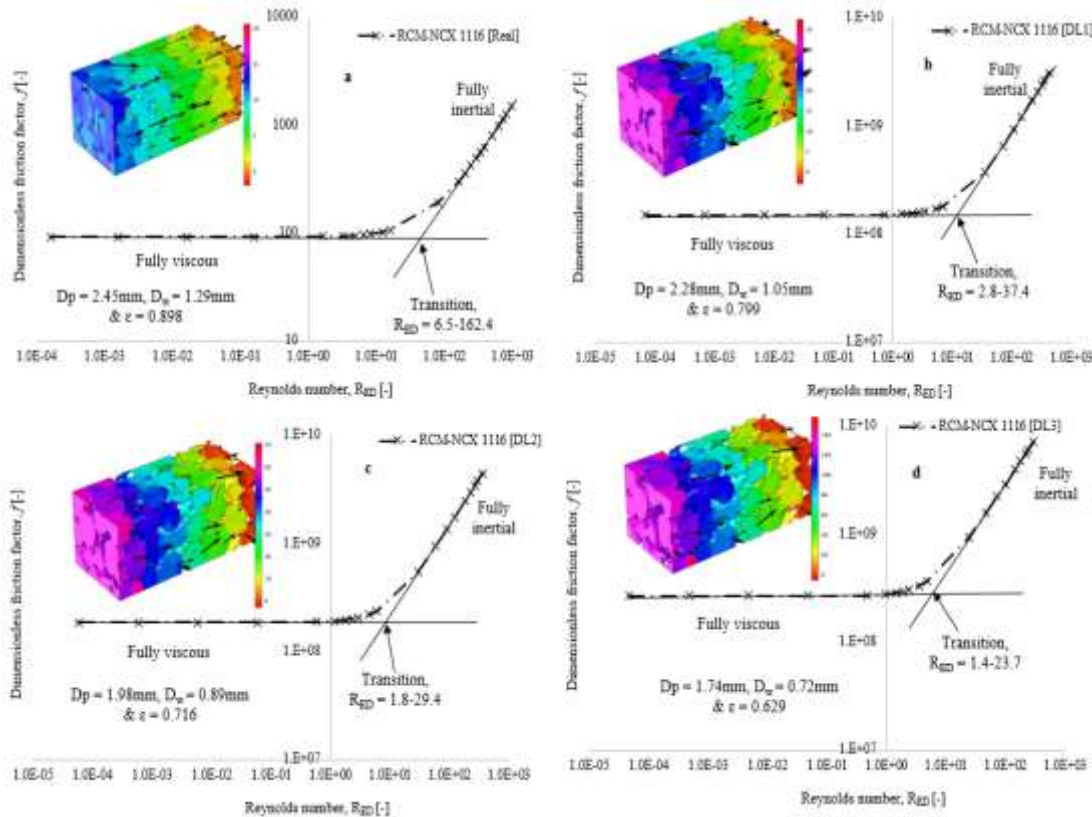 10000
RCM-NCX 1116 [Real]
a
Fully
inertial
Dimensionless friction factor, f [-]
1000
100
Fully viscous
Dp = 2.45mm, Dw = 1.29mm
& ε = 0.898
Transition,
RED = 6.5-162.4
10
1.0E-04 1.0E-03 1.0E-02 1.0E-01 1.0E+00 1.0E+01 1.0E+02 1.0E+03
Reynolds number, RED [-]
1.E+10
RCM-NCX 1116 [DL1]
b
Fully
inertial
Dimensionless friction factor, f [-]
1.E+09
1.E+08
Fully viscous
Dp = 2.28mm, Dw = 1.05mm
& ε = 0.799
Transition,
RED = 2.8-37.4
1.E+07
1.0E-05 1.0E-04 1.0E-03 1.0E-02 1.0E-01 1.0E+00 1.0E+01 1.0E+02 1.0E+03
Reynolds number, RED [-]
1.E+10
RCM-NCX 1116 [DL2]
c
Fully
inertial
Dimensionless friction factor, f [-]
1.E+09
1.E+08
Fully viscous
Dp = 1.98mm, Dw = 0.89mm
& ε = 0.716
Transition,
RED = 1.8-29.4
1.E+07
1.0E-05 1.0E-04 1.0E-03 1.0E-02 1.0E-01 1.0E+00 1.0E+01 1.0E+02 1.0E+03
Reynolds number, RED [-]
1.E+10
RCM-NCX 1116 [DL3]
d
Fully
inertial
Dimensionless friction factor, f [-]
1.E+09
1.E+08
Fully viscous
Dp = 1.74mm, Dw = 0.72mm
& ε = 0.629
Transition,
RED = 1.4-23.7
1.E+07
1.0E-05 1.0E-04 1.0E-03 1.0E-02 1.0E-01 1.0E+00 1.0E+01 1.0E+02 1.0E+03
Reynolds number, RED [-]